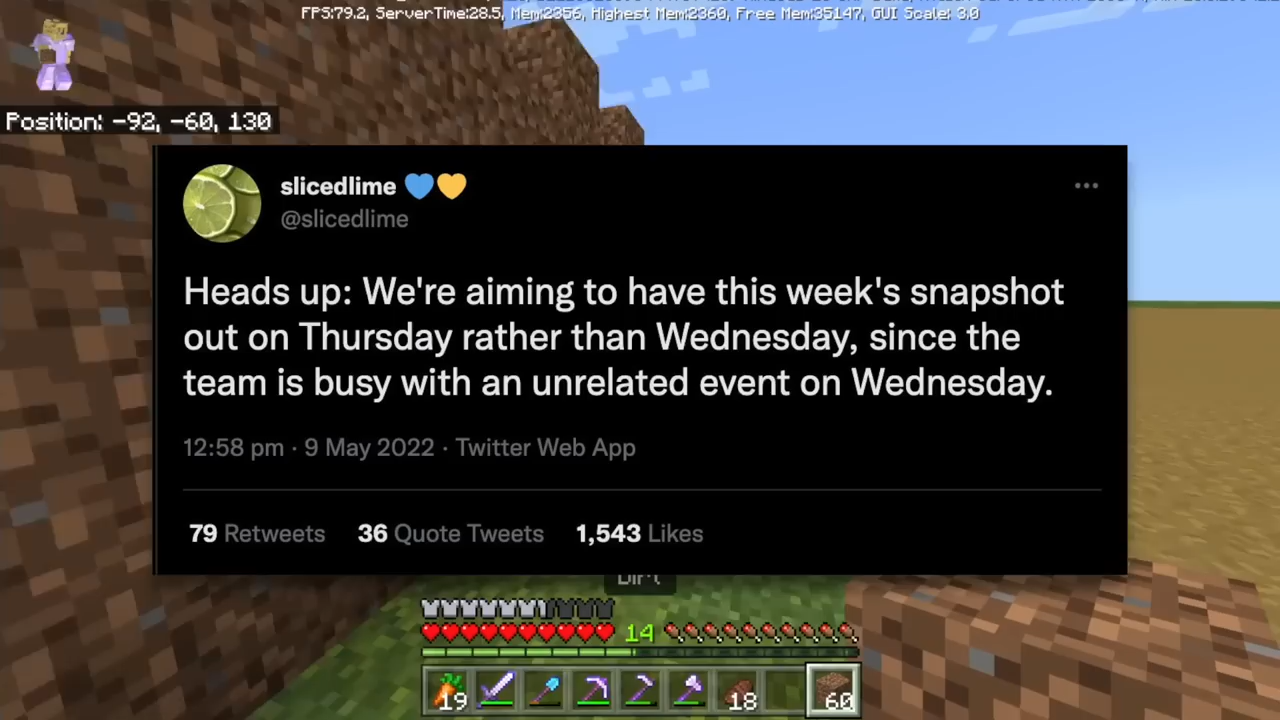 FPS:79.2, ServerTime:28.5, Mem:2356, Highest Mem:2360, Free Mem:35147, GUI Scale: 3.0
Position: -92, -60, 130
slicedlime 💙💛
@slicedlime
Heads up: We're aiming to have this week's snapshot
out on Thursday rather than Wednesday, since the
team is busy with an unrelated event on Wednesday.
12:58 pm · 9 May 2022 · Twitter Web App
79 Retweets 36 Quote Tweets 1,543 Likes
Dirt
14
19 18 60